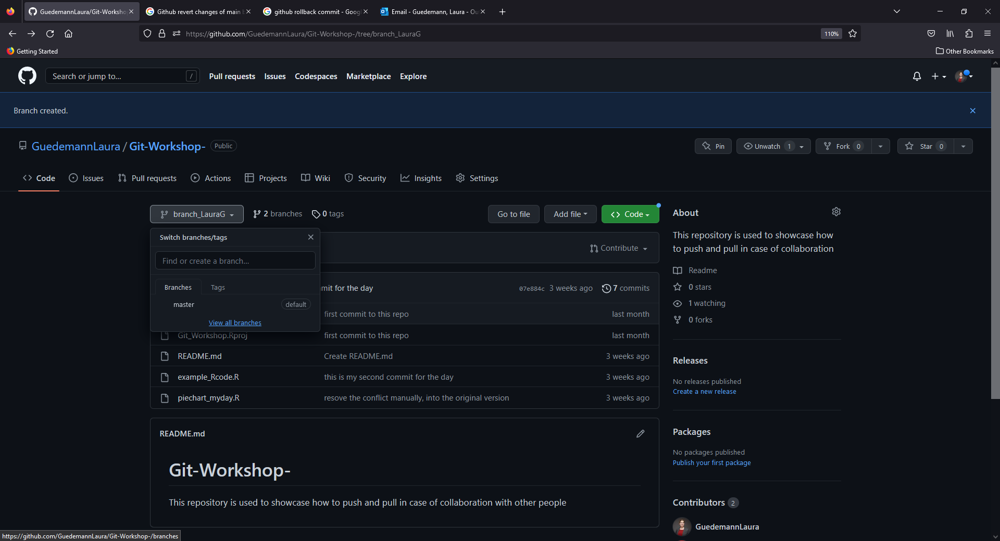 GuedemannLaura/Git-Worksho
Github revert changes of main b
github rollback commit - Goog
Email - Guedemann, Laura - Ou
https://github.com/GuedemannLaura/Git-Workshop-/tree/branch_LauraG
110%
Getting Started
Other Bookmarks
Search or jump to...
/
Pull requests
Issues
Codespaces
Marketplace
Explore
Branch created.
GuedemannLaura / Git-Workshop-
Public
Pin
Unwatch 1
Fork 0
Star 0
Code
Issues
Pull requests
Actions
Projects
Wiki
Security
Insights
Settings
branch_LauraG
2 branches
0 tags
Go to file
Add file
Code
Switch branches/tags
Find or create a branch...
Branches
Tags
master
default
View all branches
Contribute
mit for the day
07e884c 3 weeks ago
7 commits
first commit to this repo
last month
Git_Workshop.Rproj
first commit to this repo
last month
README.md
Create README.md
3 weeks ago
example_Rcode.R
this is my second commit for the day
3 weeks ago
piechart_myday.R
resove the conflict manually, into the original version
3 weeks ago
README.md
Git-Workshop-
This repository is used to showcase how to push and pull in case of collaboration with other people
About
This repository is used to showcase how
to push and pull in case of collaboration
Readme
0 stars
1 watching
0 forks
Releases
No releases published
Create a new release
Packages
No packages published
Publish your first package
Contributors 2
GuedemannLaura
https://github.com/GuedemannLaura/Git-Workshop-/branches